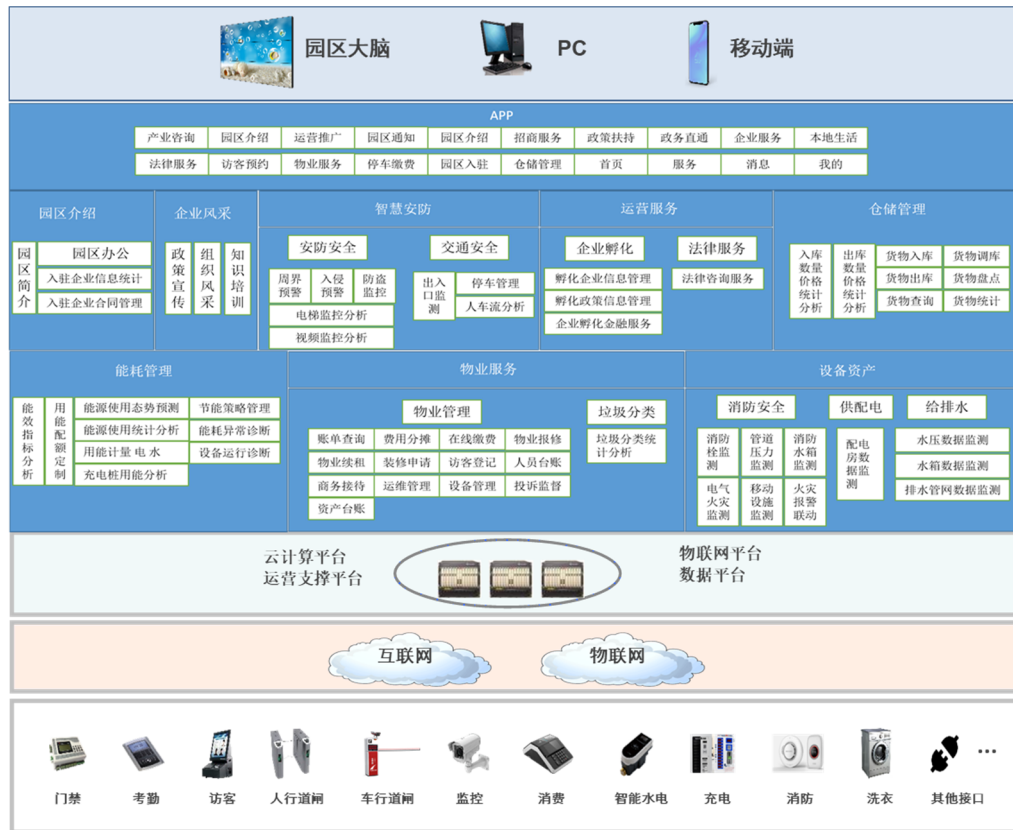 园区大脑
PC
移动端
APP
产业咨询 园区介绍 运营推广 园区通知 园区介绍 招商服务 政策扶持 政务直通 企业服务 本地生活
法律服务 访客预约 物业服务 停车缴费 园区入驻 仓储管理 首页 服务 消息 我的
园区介绍
园区简介
园区办公
入驻企业信息统计
入驻企业合同管理
企业风采
政策宣传
组织风采
知识培训
智慧安防
安防安全
周界预警
入侵预警
防盗监控
电梯监控分析
视频监控分析
交通安全
出入口监测
停车管理
人车流分析
运营服务
企业孵化
孵化企业信息管理
孵化政策信息管理
企业孵化金融服务
法律服务
法律咨询服务
仓储管理
入库数量价格统计分析
出库数量价格统计分析
货物入库 货物调库
货物出库 货物盘点
货物查询 货物统计
能耗管理
能效指标分析
用能配额定制
能源使用态势预测 节能策略管理
能源使用统计分析 能耗异常诊断
用能计量 电 水 设备运行诊断
充电桩用能分析
物业服务
物业管理
账单查询 费用分摊 在线缴费 物业报修
物业续租 装修申请 访客登记 人员台账
商务接待 运维管理 设备管理 投诉监督
资产台账
垃圾分类
垃圾分类统计分析
设备资产
消防安全
消防栓监测
管道压力监测
消防水箱监测
电气火灾监测
移动设施监测
火灾报警联动
供配电
配电房数据监测
给排水
水压数据监测
水箱数据监测
排水管网数据监测
云计算平台
运营支撑平台
物联网平台
数据平台
互联网
物联网
门禁 考勤 访客 人行道闸 车行道闸 监控 消费 智能水电 充电 消防 洗衣 其他接口 ...